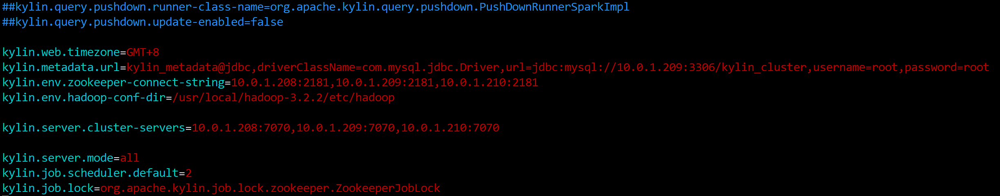 ##kylin.query.pushdown.runner-class-name=org.apache.kylin.query.pushdown.PushDownRunnerSparkImpl
##kylin.query.pushdown.update-enabled=false
kylin.web.timezone=GMT+8
kylin.metadata.url=kylin_metadata@jdbc,driverClassName=com.mysql.jdbc.Driver,url=jdbc:mysql://10.0.1.209:3306/kylin_cluster,username=root,password=root
kylin.env.zookeeper-connect-string=10.0.1.208:2181,10.0.1.209:2181,10.0.1.210:2181
kylin.env.hadoop-conf-dir=/usr/local/hadoop-3.2.2/etc/hadoop
kylin.server.cluster-servers=10.0.1.208:7070,10.0.1.209:7070,10.0.1.210:7070
kylin.server.mode=all
kylin.job.scheduler.default=2
kylin.job.lock=org.apache.kylin.job.lock.zookeeper.ZookeeperJobLock